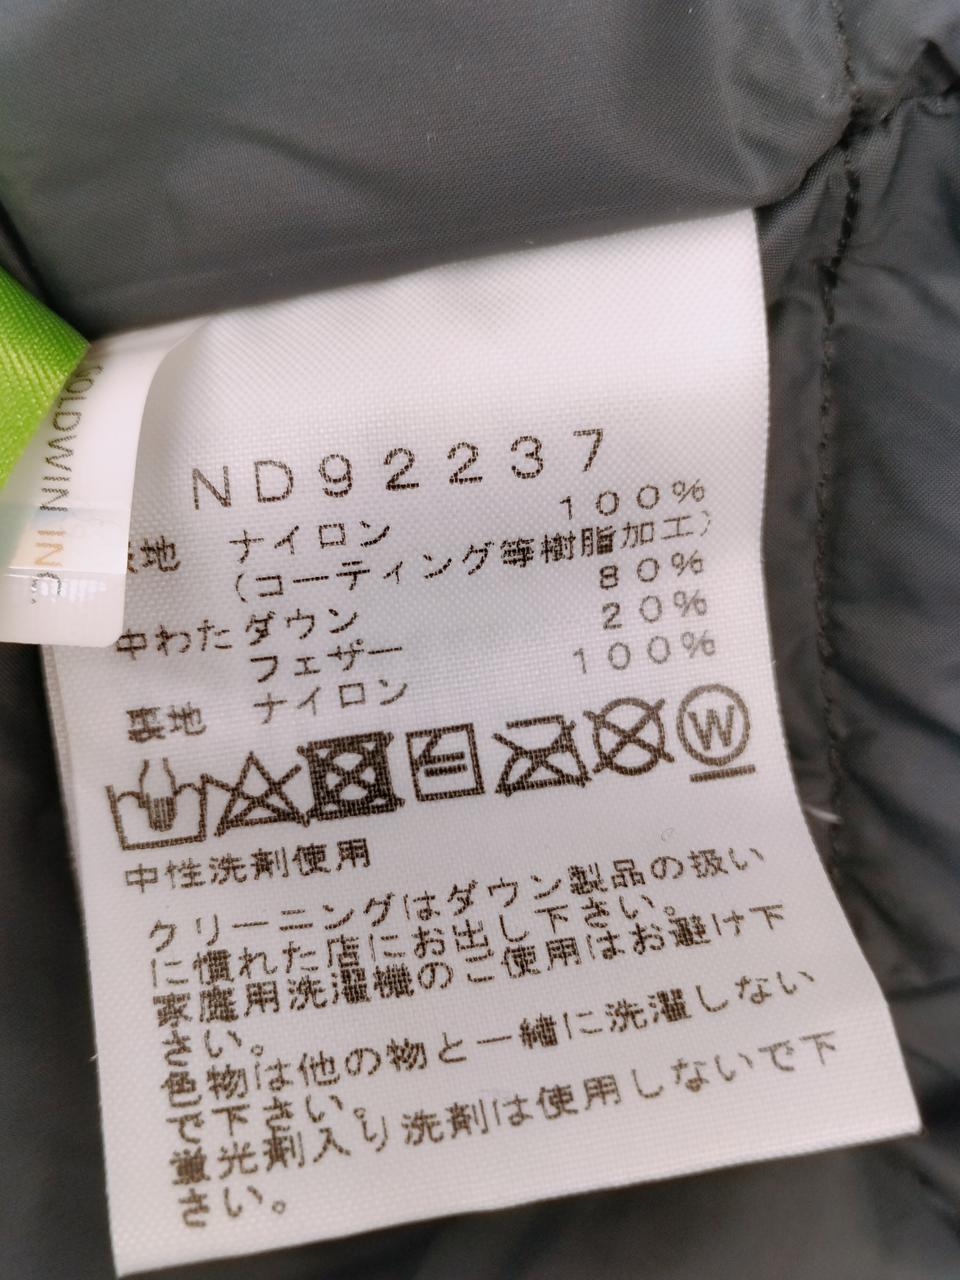 GOLDWIN INC.
ND92237
表地 ナイロン 100%
(コーティング等樹脂加工)
中わた ダウン 80%
フェザー 20%
裏地 ナイロン 100%
W
中性洗剤使用
クリーニングはダウン製品の扱い
に慣れた店にお出し下さい。
家庭用洗濯機のご使用はお避け下
さい。
色物は他の物と一緒に洗濯しない
で下さい。
蛍光剤入り洗剤は使用しないで下
さい。